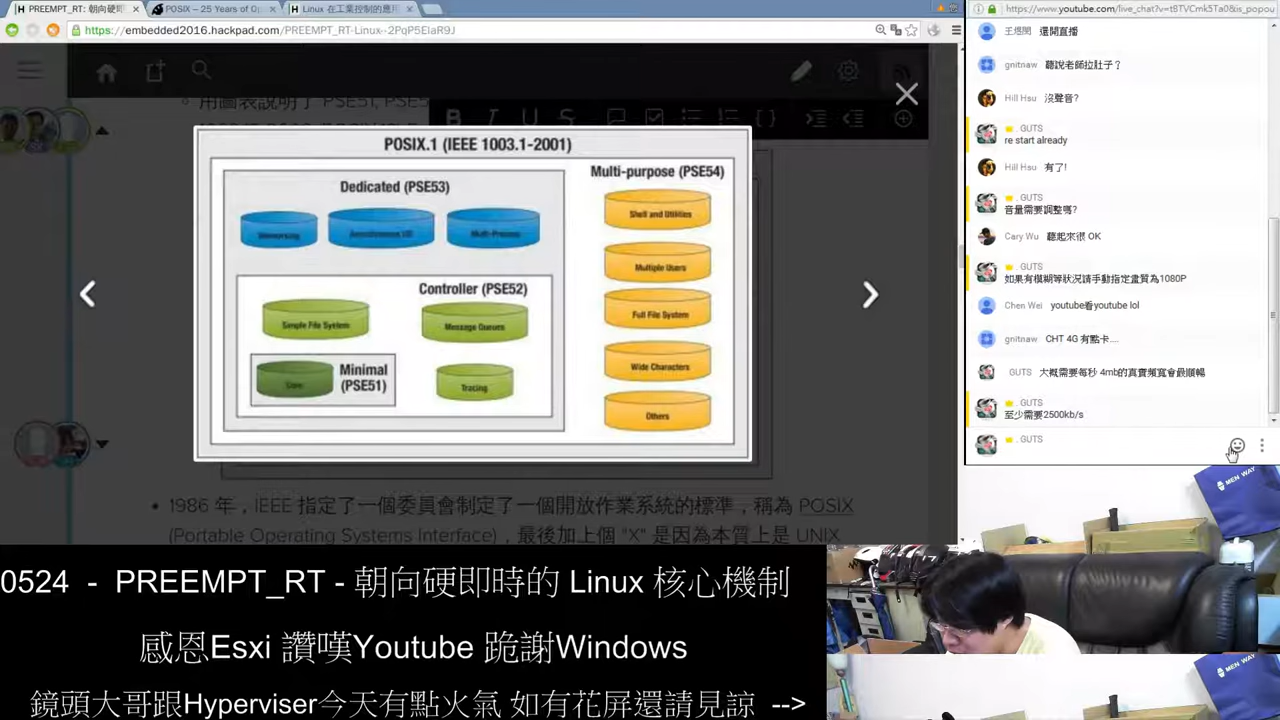 PREEMPT_RT: 朝向硬即
POSIX – 25 Years of Op
Linux 在工業控制的應用
https://embedded2016.hackpad.com/PREEMPT_RT-Linux--2PqP5ElaR9J
https://www.youtube.com/live_chat?v=t8TVCmk5Ta0&is_popou
POSIX.1 (IEEE 1003.1-2001)
Dedicated (PSE53)
Networking
Asynchronous I/O
Multi-Process
Controller (PSE52)
Simple File System
Message Queues
Core
Minimal
(PSE51)
Tracing
Multi-purpose (PSE54)
Shell and Utilities
Multiple Users
Full File System
Wide Characters
Others
1986 年，IEEE 指定了一個委員會制定了一個開放作業系統的標準，稱為 POSIX
(Portable Operating Systems Interface)，最後加上個 "X" 是因為本質上是 UNIX
還開直播
gnitnaw 聽說老師拉肚子？
Hill Hsu 沒聲音?
. GUTS
re start already
Hill Hsu 有了!
. GUTS
音量需要調整嗎?
Cary Wu 聽起來很 OK
. GUTS
如果有模糊等狀況請手動指定畫質為1080P
Chen Wei youtube看youtube lol
gnitnaw CHT 4G 有點卡....
GUTS 大概需要每秒 4mb的真實頻寬會最順暢
. GUTS
至少需要2500kb/s
. GUTS
MEN WAY
0524 - PREEMPT_RT - 朝向硬即時的 Linux 核心機制
感恩Esxi 讚嘆Youtube 跪謝Windows
鏡頭大哥跟Hyperviser今天有點火氣 如有花屏還請見諒 -->